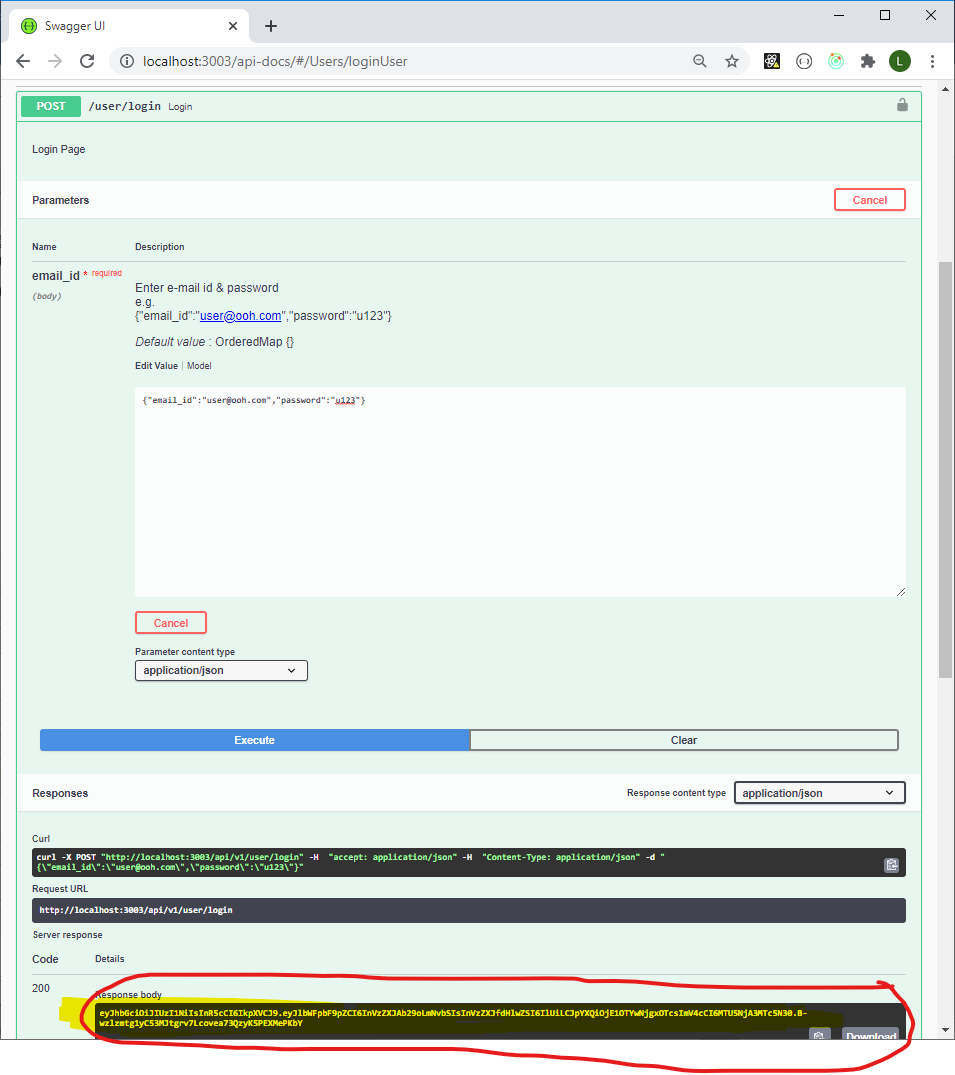 Swagger UI
localhost:3003/api-docs/#/Users/loginUser
L
POST /user/login Login
Login Page
Parameters
Cancel
Name Description
email_id * required
(body)
Enter e-mail id & password
e.g.
{"email_id":"user@ooh.com","password":"u123"}
Default value : OrderedMap {}
Edit Value | Model
{"email_id":"user@ooh.com","password":"u123"}
Cancel
Parameter content type
application/json
Execute Clear
Responses Response content type application/json
Curl
curl -X POST "http://localhost:3003/api/v1/user/login" -H "accept: application/json" -H "Content-Type: application/json" -d "
{\"email_id\":\"user@ooh.com\",\"password\":\"u123\"}"
Request URL
http://localhost:3003/api/v1/user/login
Server response
Code Details
200
Response body
eyJhbGciOiJIUzI1NiIsInR5cCI6IkpXVCJ9.eyJlbWFpbF9pZCI6InVzZXJAb29oLmNvbSIsInVzZXJfdHlwZSI6IlUiLCJpYXQiOjE1OTYwNjgxOTcsImV4cCI6MTU5NjA3MTc5N30.B-
wzlzmtg1yC53MJtgrv7Lcovea73QzyK5PEXMePKbY
Download